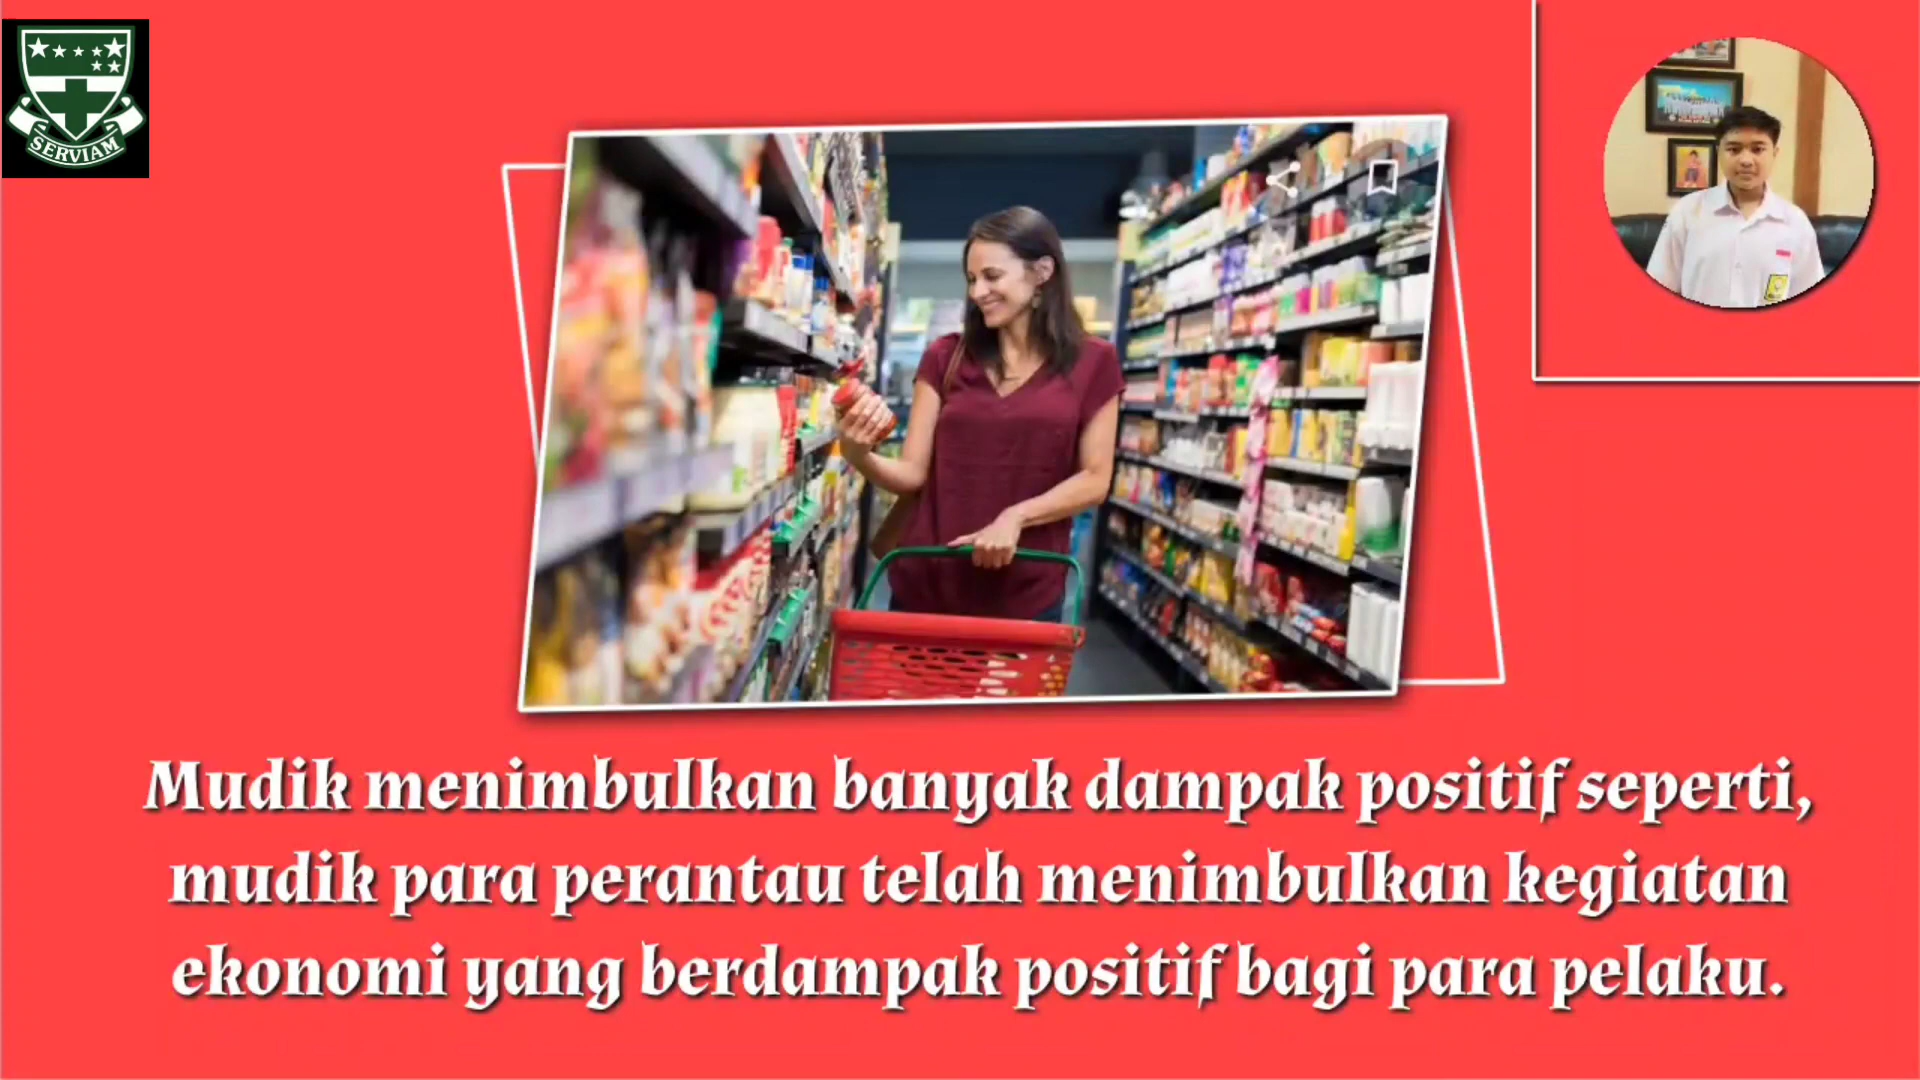 SERVIAM
Mudik menimbulkan banyak dampak positif seperti,
mudik para perantau telah menimbulkan kegiatan
ekonomi yang berdampak positif bagi para pelaku.